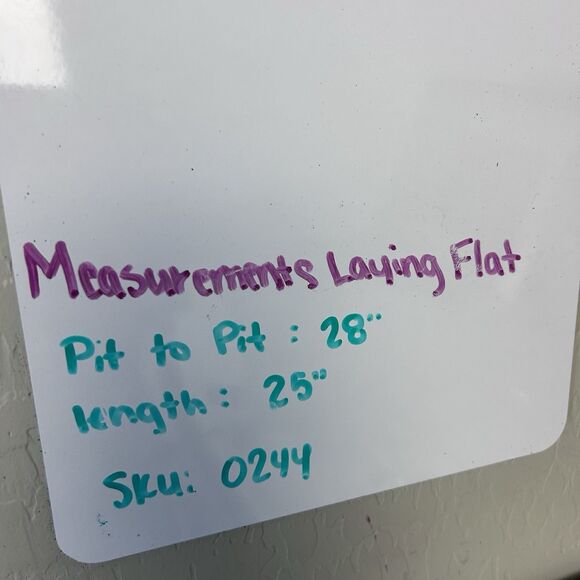 Measurements Laying Flat
Pit to Pit : 28"
length : 25"
Sku: 0244